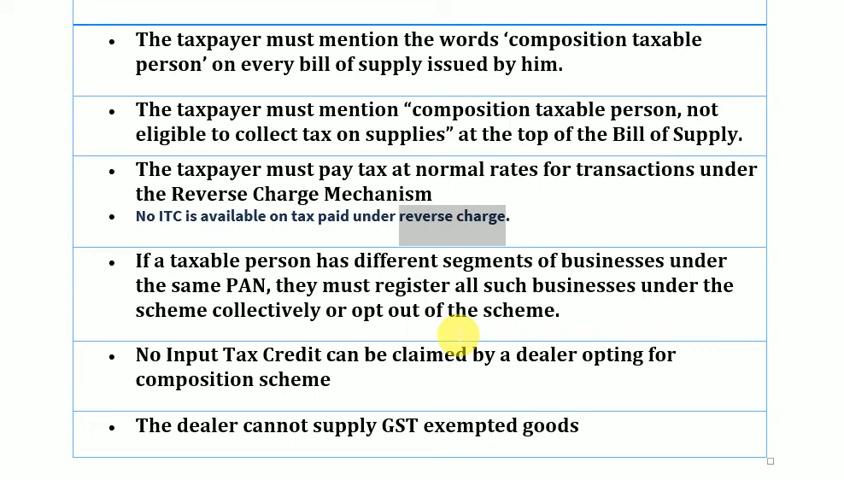 • The taxpayer must mention the words ‘composition taxable
person’ on every bill of supply issued by him.
• The taxpayer must mention “composition taxable person, not
eligible to collect tax on supplies” at the top of the Bill of Supply.
• The taxpayer must pay tax at normal rates for transactions under
the Reverse Charge Mechanism
• No ITC is available on tax paid under reverse charge.
• If a taxable person has different segments of businesses under
the same PAN, they must register all such businesses under the
scheme collectively or opt out of the scheme.
• No Input Tax Credit can be claimed by a dealer opting for
composition scheme
• The dealer cannot supply GST exempted goods